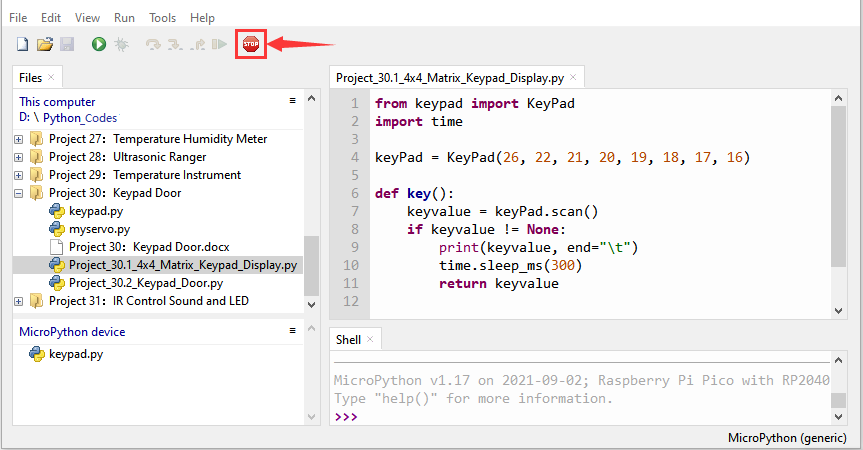 File Edit View Run Tools Help
STOP
Files ×
This computer ≡
D: \ Python_Codes
Project 27：Temperature Humidity Meter
Project 28：Ultrasonic Ranger
Project 29：Temperature Instrument
Project 30：Keypad Door
keypad.py
myservo.py
Project 30：Keypad Door.docx
Project_30.1_4x4_Matrix_Keypad_Display.py
Project_30.2_Keypad_Door.py
Project 31：IR Control Sound and LED
MicroPython device ≡
keypad.py
Project_30.1_4x4_Matrix_Keypad_Display.py ×
1 from keypad import KeyPad
2 import time
3
4 keyPad = KeyPad(26, 22, 21, 20, 19, 18, 17, 16)
5
6 def key():
7     keyvalue = keyPad.scan()
8     if keyvalue != None:
9         print(keyvalue, end="\t")
10         time.sleep_ms(300)
11         return keyvalue
12
Shell ×
MicroPython v1.17 on 2021-09-02; Raspberry Pi Pico with RP2040
Type "help()" for more information.
>>>
MicroPython (generic)